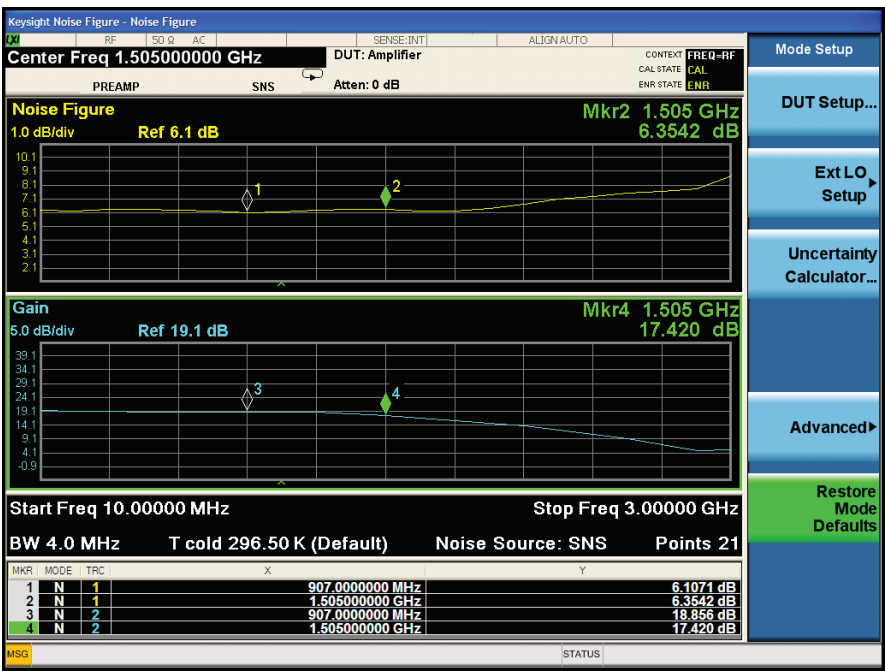 Keysight Noise Figure - Noise Figure
LXI RF 50 Ω AC SENSE:INT ALIGN AUTO
Center Freq 1.505000000 GHz
DUT: Amplifier
CONTEXT FREQ=RF
CAL STATE CAL
PREAMP SNS Atten: 0 dB
ENR STATE ENR
Noise Figure Mkr2 1.505 GHz
1.0 dB/div Ref 6.1 dB 6.3542 dB
10.1
9.1
8.1
7.1
6.1
5.1
4.1
3.1
2.1
1
2
Gain Mkr4 1.505 GHz
5.0 dB/div Ref 19.1 dB 17.420 dB
39.1
34.1
29.1
24.1
19.1
14.1
9.1
4.1
-0.9
3
4
Start Freq 10.00000 MHz Stop Freq 3.00000 GHz
BW 4.0 MHz T cold 296.50 K (Default) Noise Source: SNS Points 21
MKR MODE TRC X Y
1 N 1 907.0000000 MHz 6.1071 dB
2 N 1 1.505000000 GHz 6.3542 dB
3 N 2 907.0000000 MHz 18.856 dB
4 N 2 1.505000000 GHz 17.420 dB
MSG STATUS
Mode Setup
DUT Setup...
Ext LO
Setup
Uncertainty
Calculator...
Advanced
Restore
Mode
Defaults